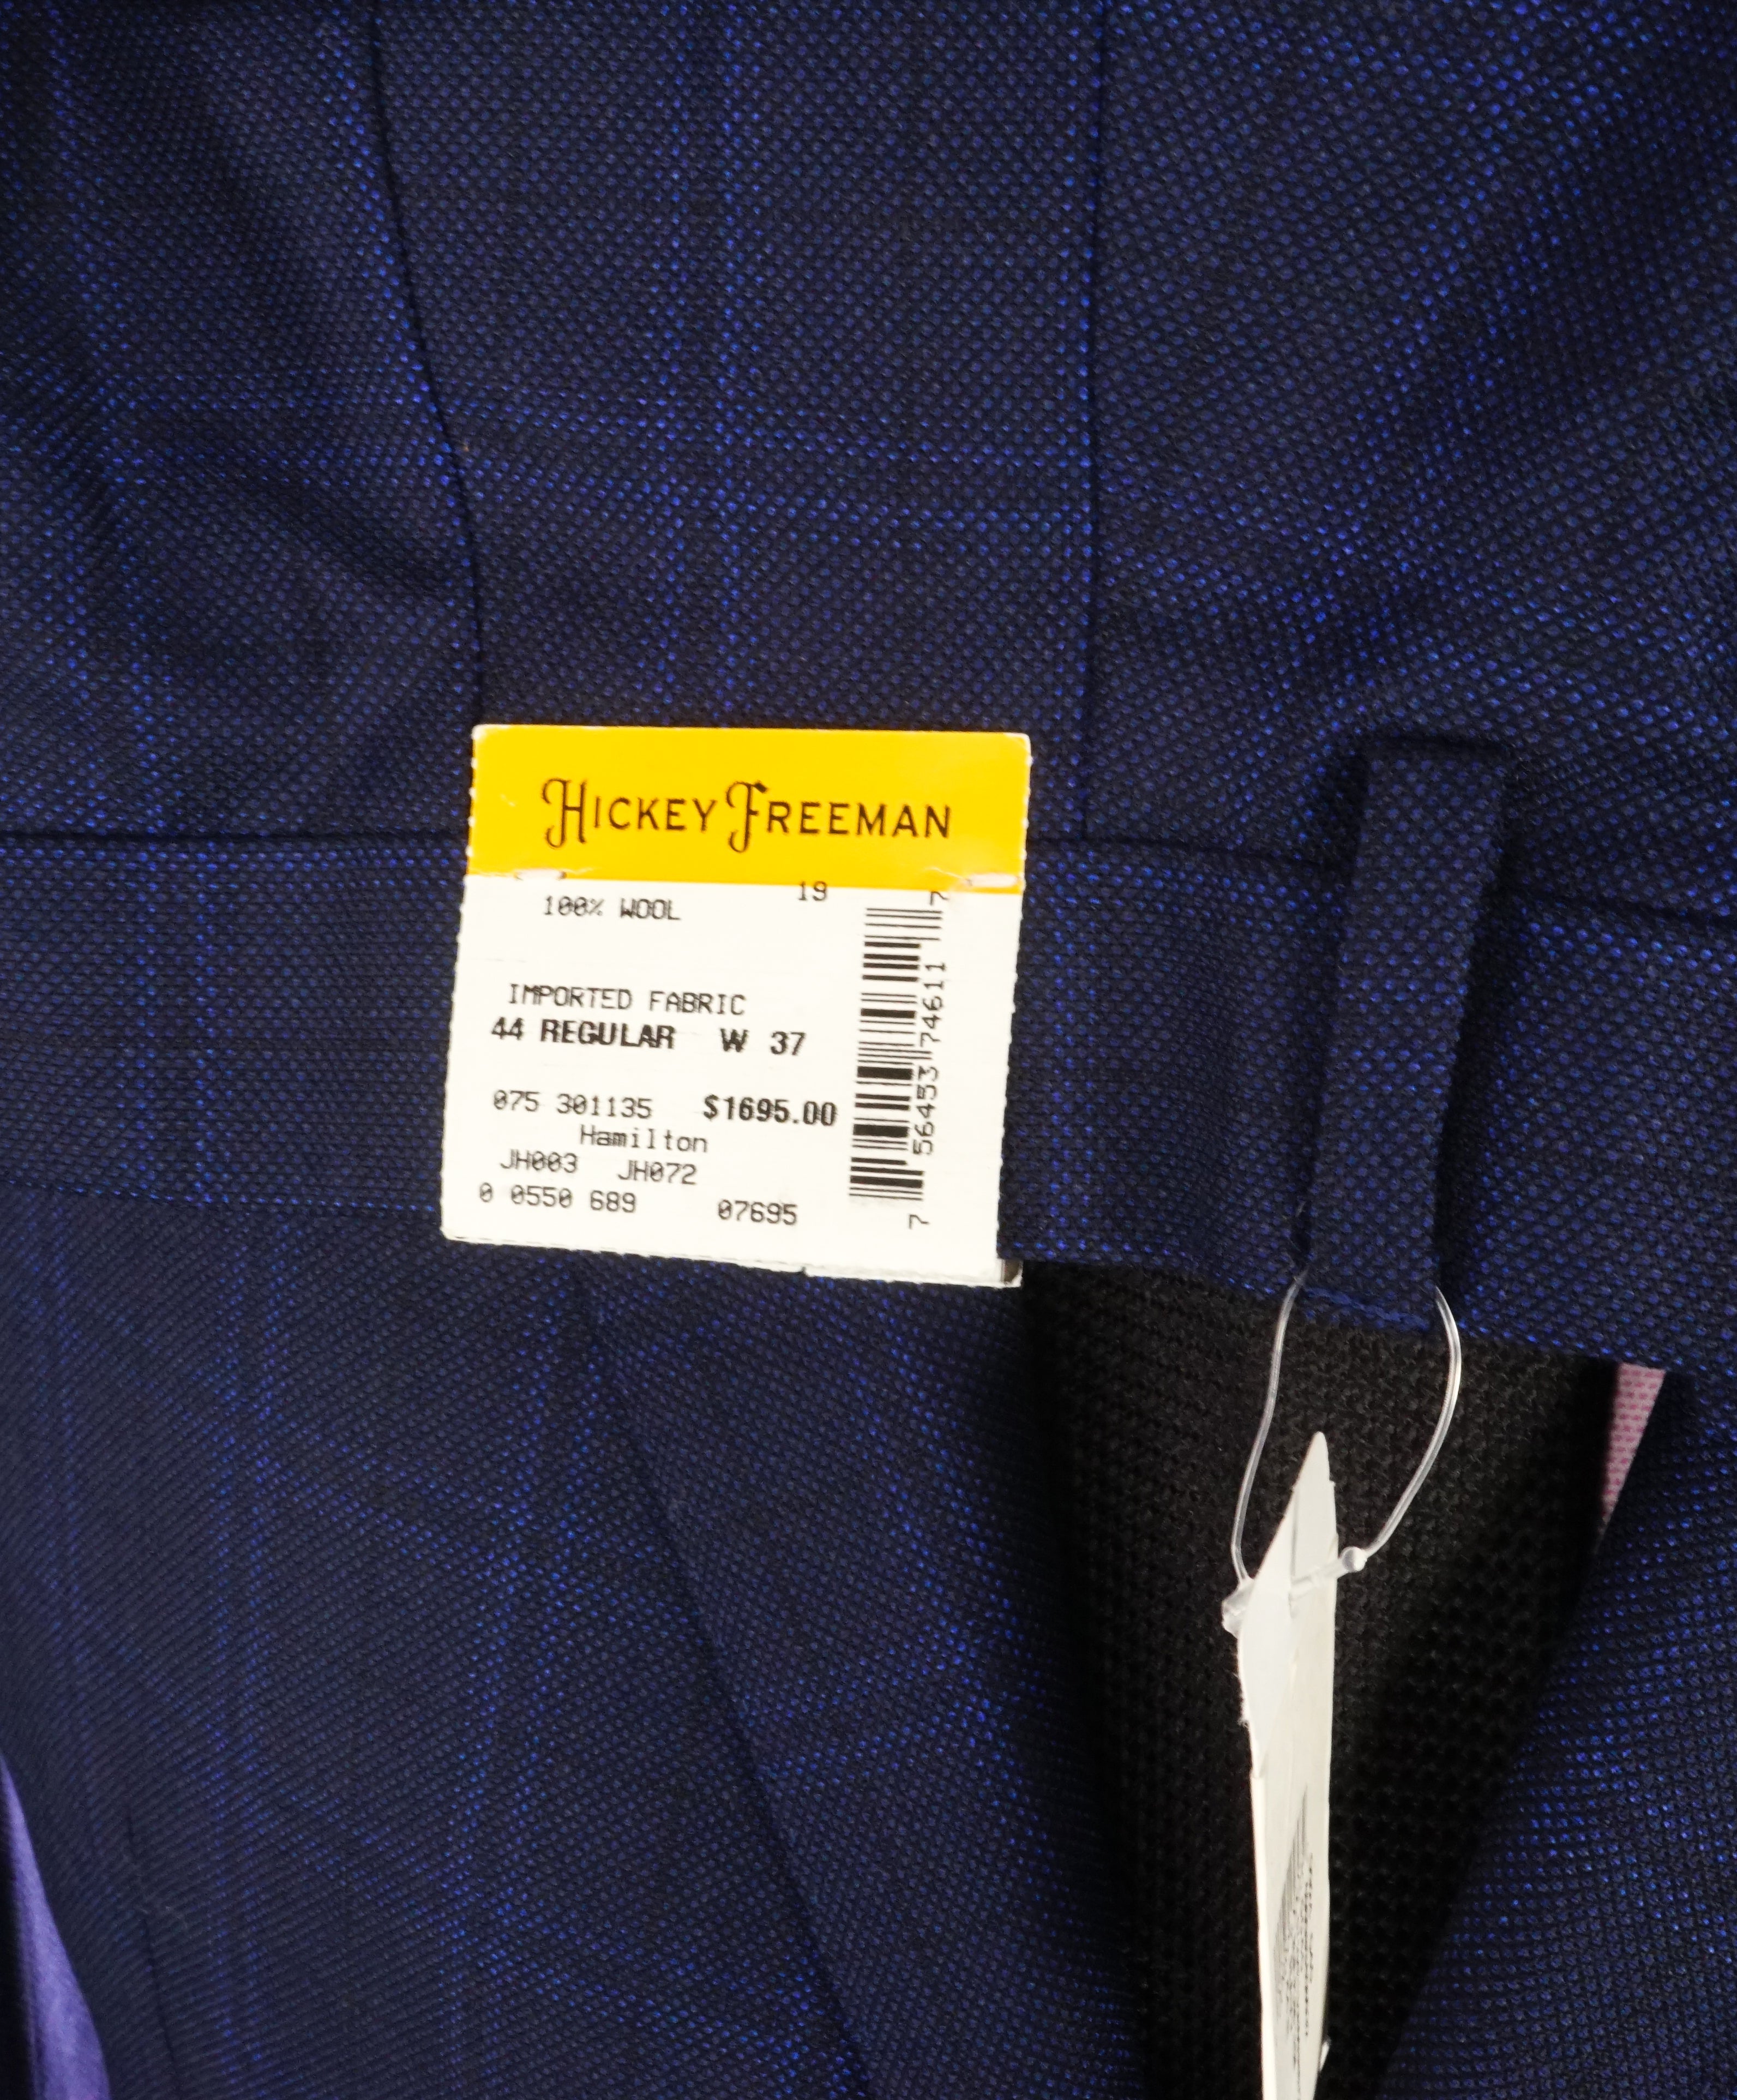 HICKEY FREEMAN
19
100% WOOL
IMPORTED FABRIC
44 REGULAR W 37
075 301135 $1695.00
Hamilton
JH003 JH072
0 0550 689 07695
7 56453 74611 7